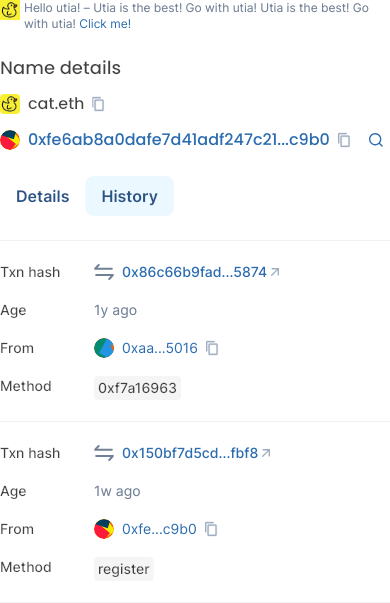 Hello utia! – Utia is the best! Go with utia! Utia is the best! Go
with utia! Click me!
Name details
cat.eth
0xfe6ab8a0dafe7d41adf247c21...c9b0
Details
History
Txn hash 0x86c66b9fad...5874
Age 1y ago
From 0xaa...5016
Method 0xf7a16963
Txn hash 0x150bf7d5cd...fbf8
Age 1w ago
From 0xfe...c9b0
Method register